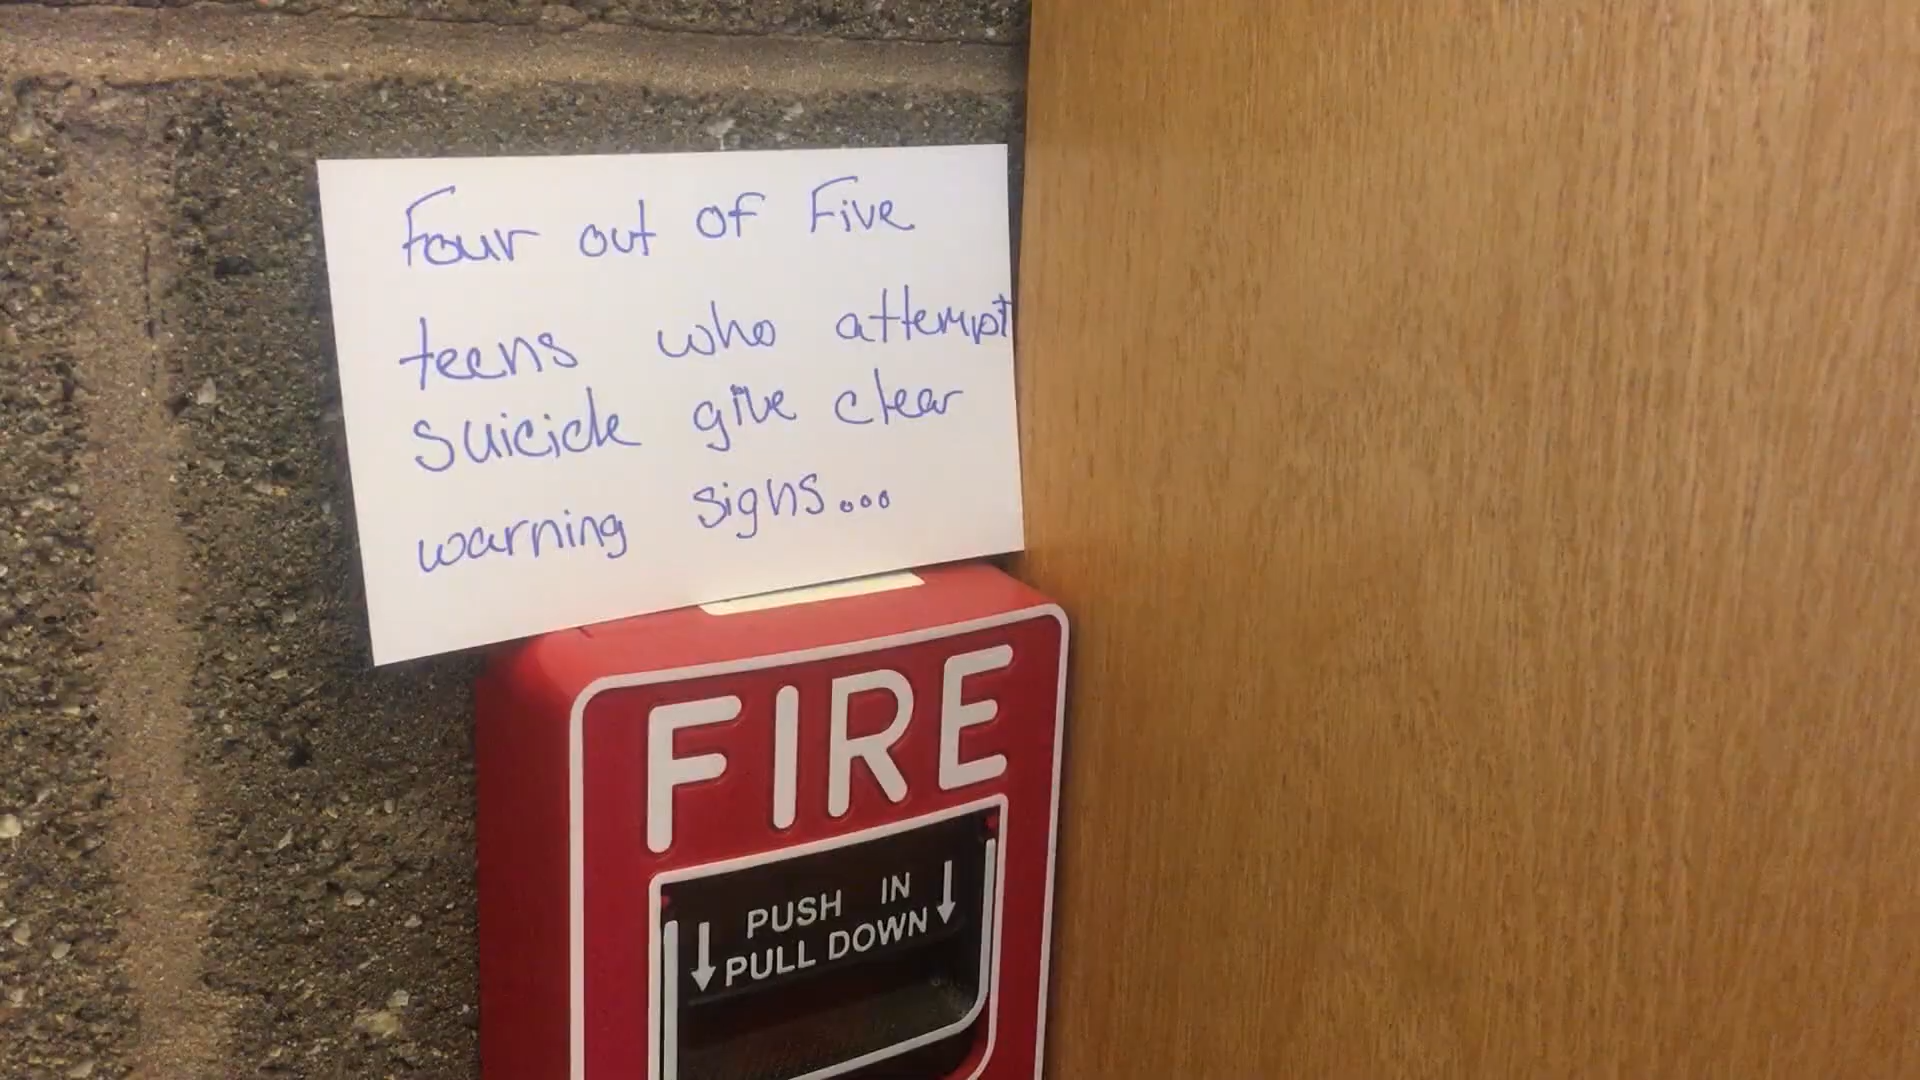 Four out of Five
teens who attempt
suicide give clear
warning signs...
FIRE
PUSH IN
PULL DOWN